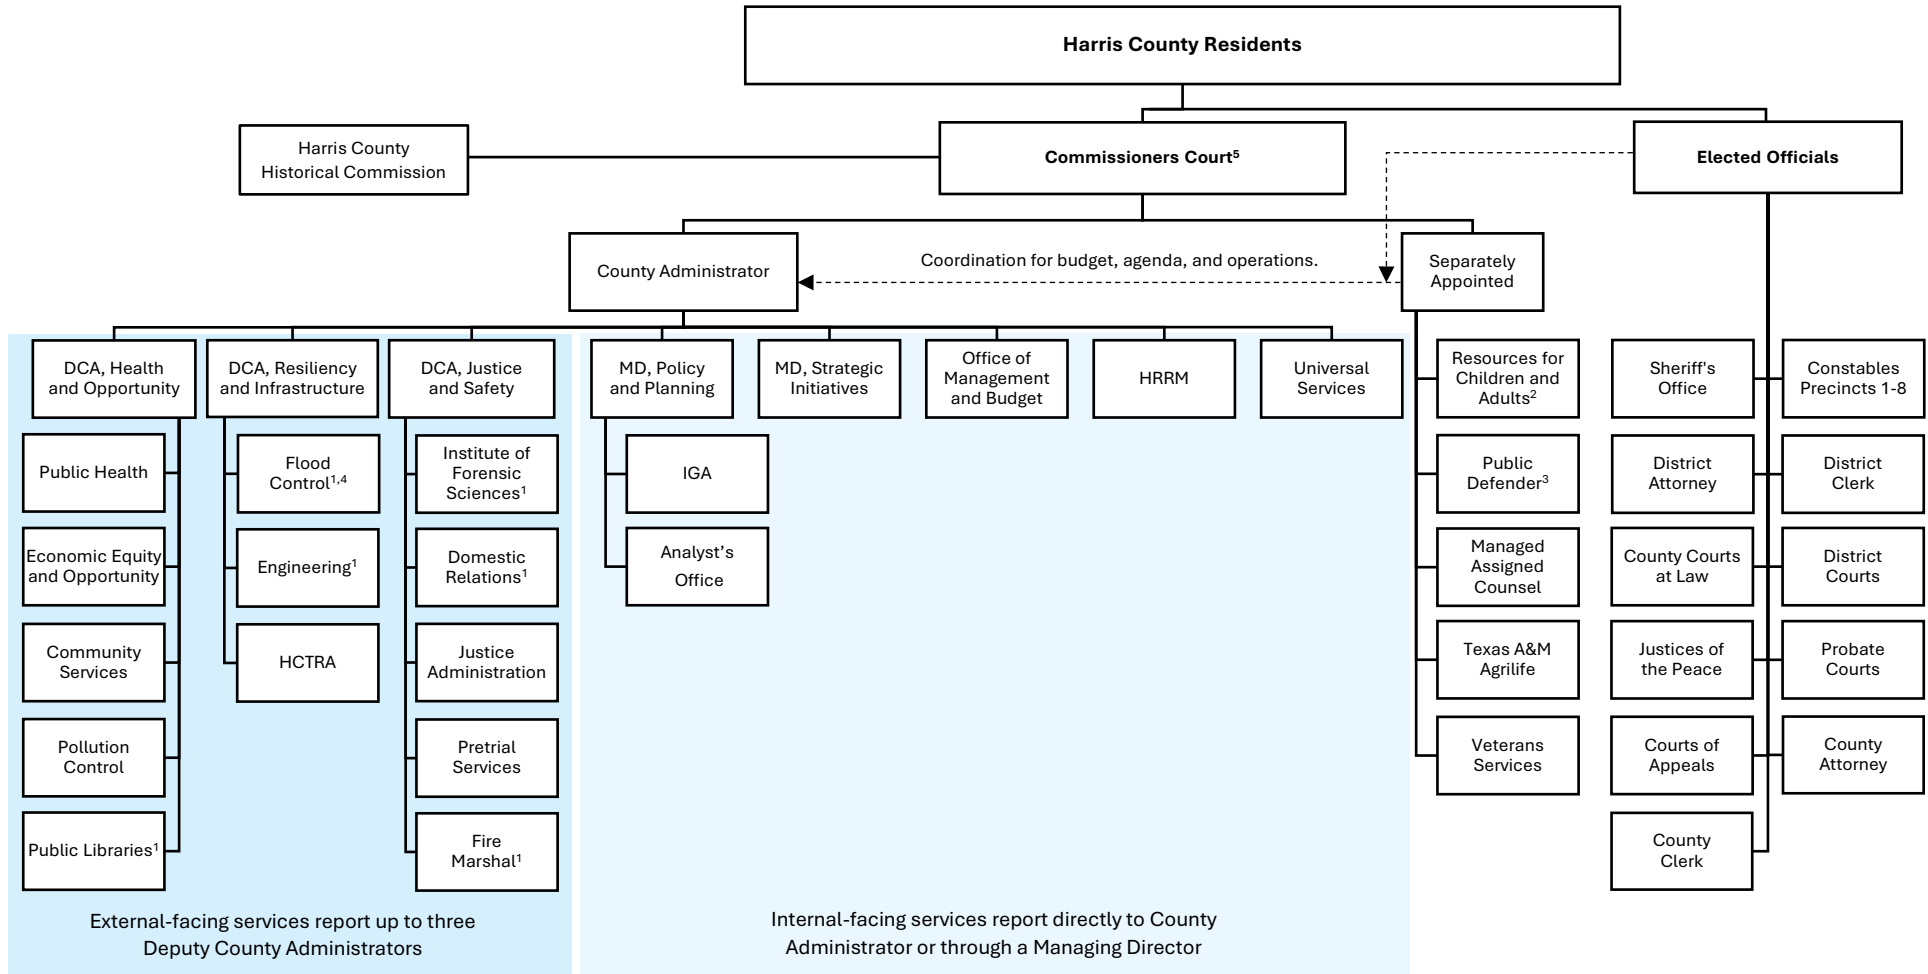 Harris County Residents
Harris County
Historical Commission
Commissioners Court⁵
Elected Officials
County Administrator
Coordination for budget, agenda, and operations.
Separately
Appointed
DCA, Health
and Opportunity
DCA, Resiliency
and Infrastructure
DCA, Justice
and Safety
MD, Policy
and Planning
MD, Strategic
Initiatives
Office of
Management
and Budget
HRRM
Universal
Services
Resources for
Children and
Adults²
Sheriff's
Office
Constables
Precincts 1-8
Public Health
Flood
Control¹,⁴
Institute of
Forensic
Sciences¹
IGA
Public
Defender³
District
Attorney
District
Clerk
Economic Equity
and Opportunity
Engineering¹
Domestic
Relations¹
Analyst’s
Office
Managed
Assigned
Counsel
County Courts
at Law
District
Courts
Community
Services
HCTRA
Justice
Administration
Texas A&M
Agrilife
Justices of
the Peace
Probate
Courts
Pollution
Control
Pretrial
Services
Veterans
Services
Courts of
Appeals
County
Attorney
Public Libraries¹
Fire
Marshal¹
County
Clerk
External-facing services report up to three
Deputy County Administrators
Internal-facing services report directly to County
Administrator or through a Managing Director